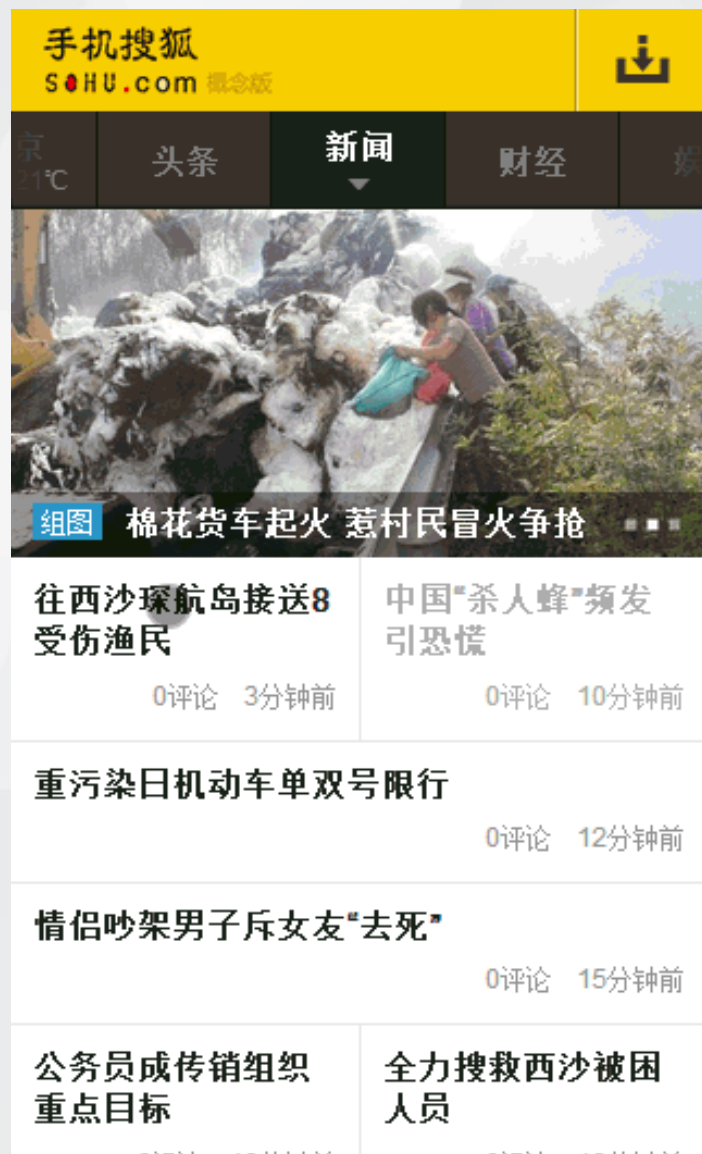 手机搜狐
SOHU.com 概念版
京
21℃
头条
新闻
财经
娱
组图 棉花货车起火 惹村民冒火争抢
往西沙琛航岛接送8
受伤渔民
0评论 3分钟前
中国“杀人蜂”频发
引恐慌
0评论 10分钟前
重污染日机动车单双号限行
0评论 12分钟前
情侣吵架男子斥女友“去死”
0评论 15分钟前
公务员成传销组织
重点目标
全力搜救西沙被困
人员